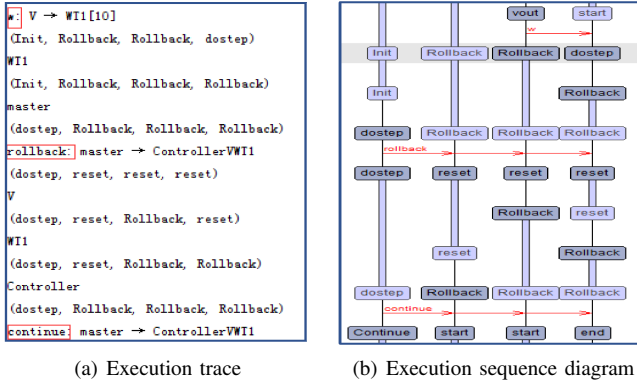 w: V → WT1[10]
(Init, Rollback, Rollback, dostep)
WT1
(Init, Rollback, Rollback, Rollback)
master
(dostep, Rollback, Rollback, Rollback)
rollback: master → ControllerVWT1
(dostep, reset, reset, reset)
V
(dostep, reset, Rollback, reset)
WT1
(dostep, reset, Rollback, Rollback)
Controller
(dostep, Rollback, Rollback, Rollback)
continue: master → ControllerVWT1
(a) Execution trace
vout start
w
Init Rollback Rollback dostep
Init Rollback
dostep Rollback Rollback Rollback
rollback
dostep reset reset reset
Rollback reset
reset Rollback
dostep Rollback Rollback Rollback
continue
Continue start start end
(b) Execution sequence diagram